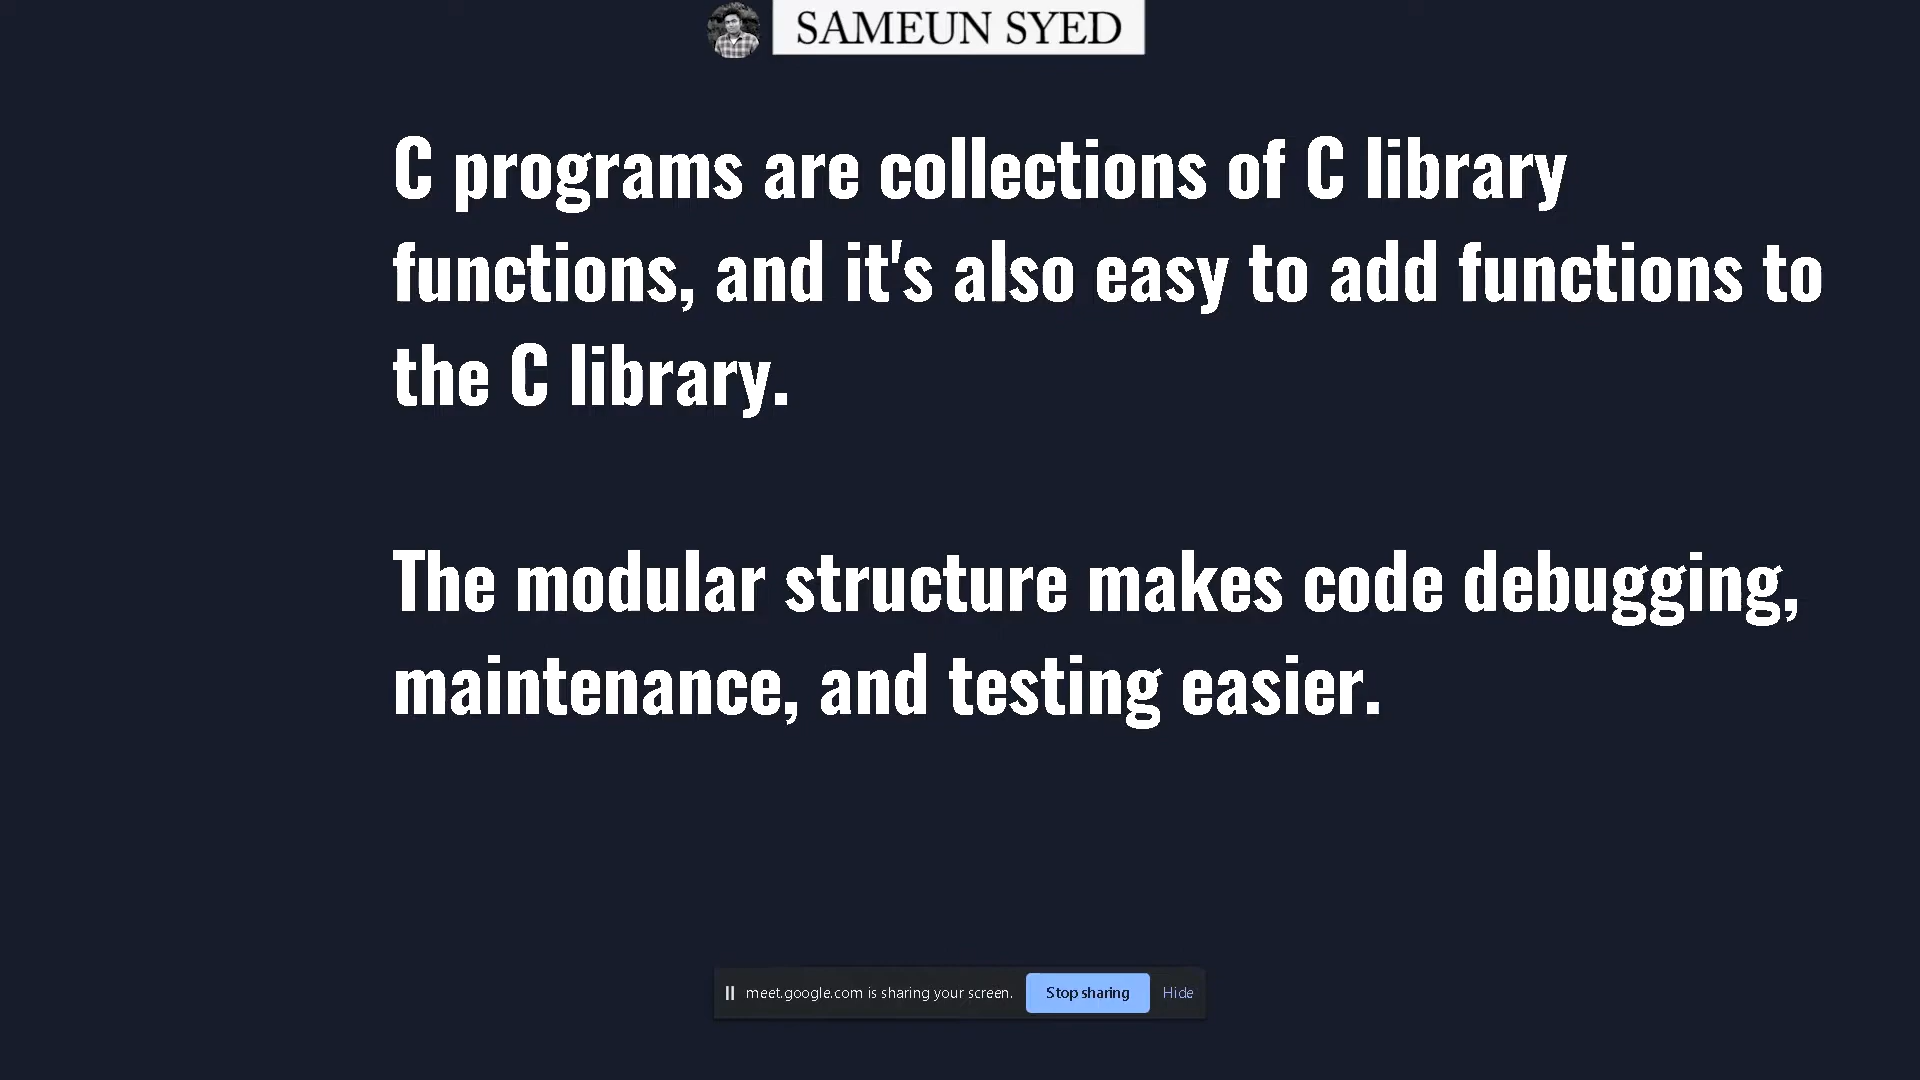 SAMEUN SYED
C programs are collections of C library
functions, and it's also easy to add functions to
the C library.
The modular structure makes code debugging,
maintenance, and testing easier.
meet.google.com is sharing your screen.
Stop sharing
Hide